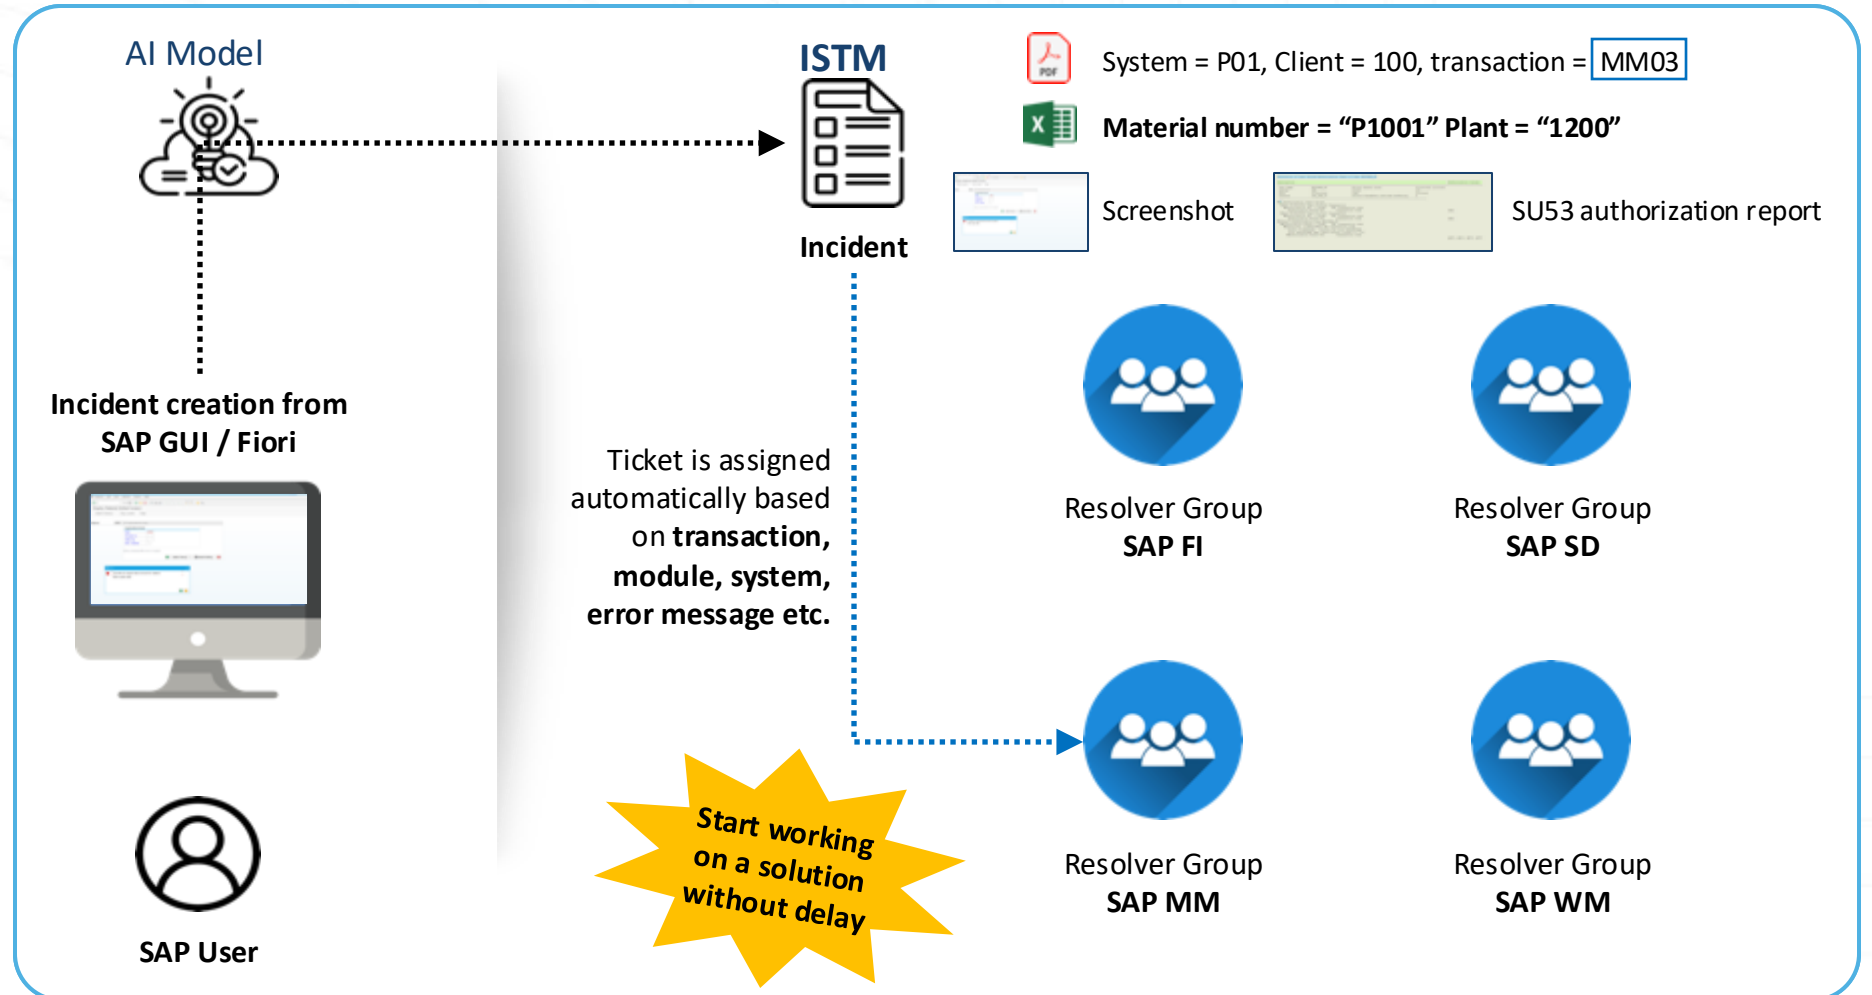 AI Model
Incident creation from
SAP GUI / Fiori
SAP User
ISTM
Incident
PDF
System = P01, Client = 100, transaction = MM03
X
Material number = “P1001” Plant = “1200”
Screenshot
SU53 authorization report
Ticket is assigned
automatically based
on transaction,
module, system,
error message etc.
Start working
on a solution
without delay
Resolver Group
SAP FI
Resolver Group
SAP SD
Resolver Group
SAP MM
Resolver Group
SAP WM